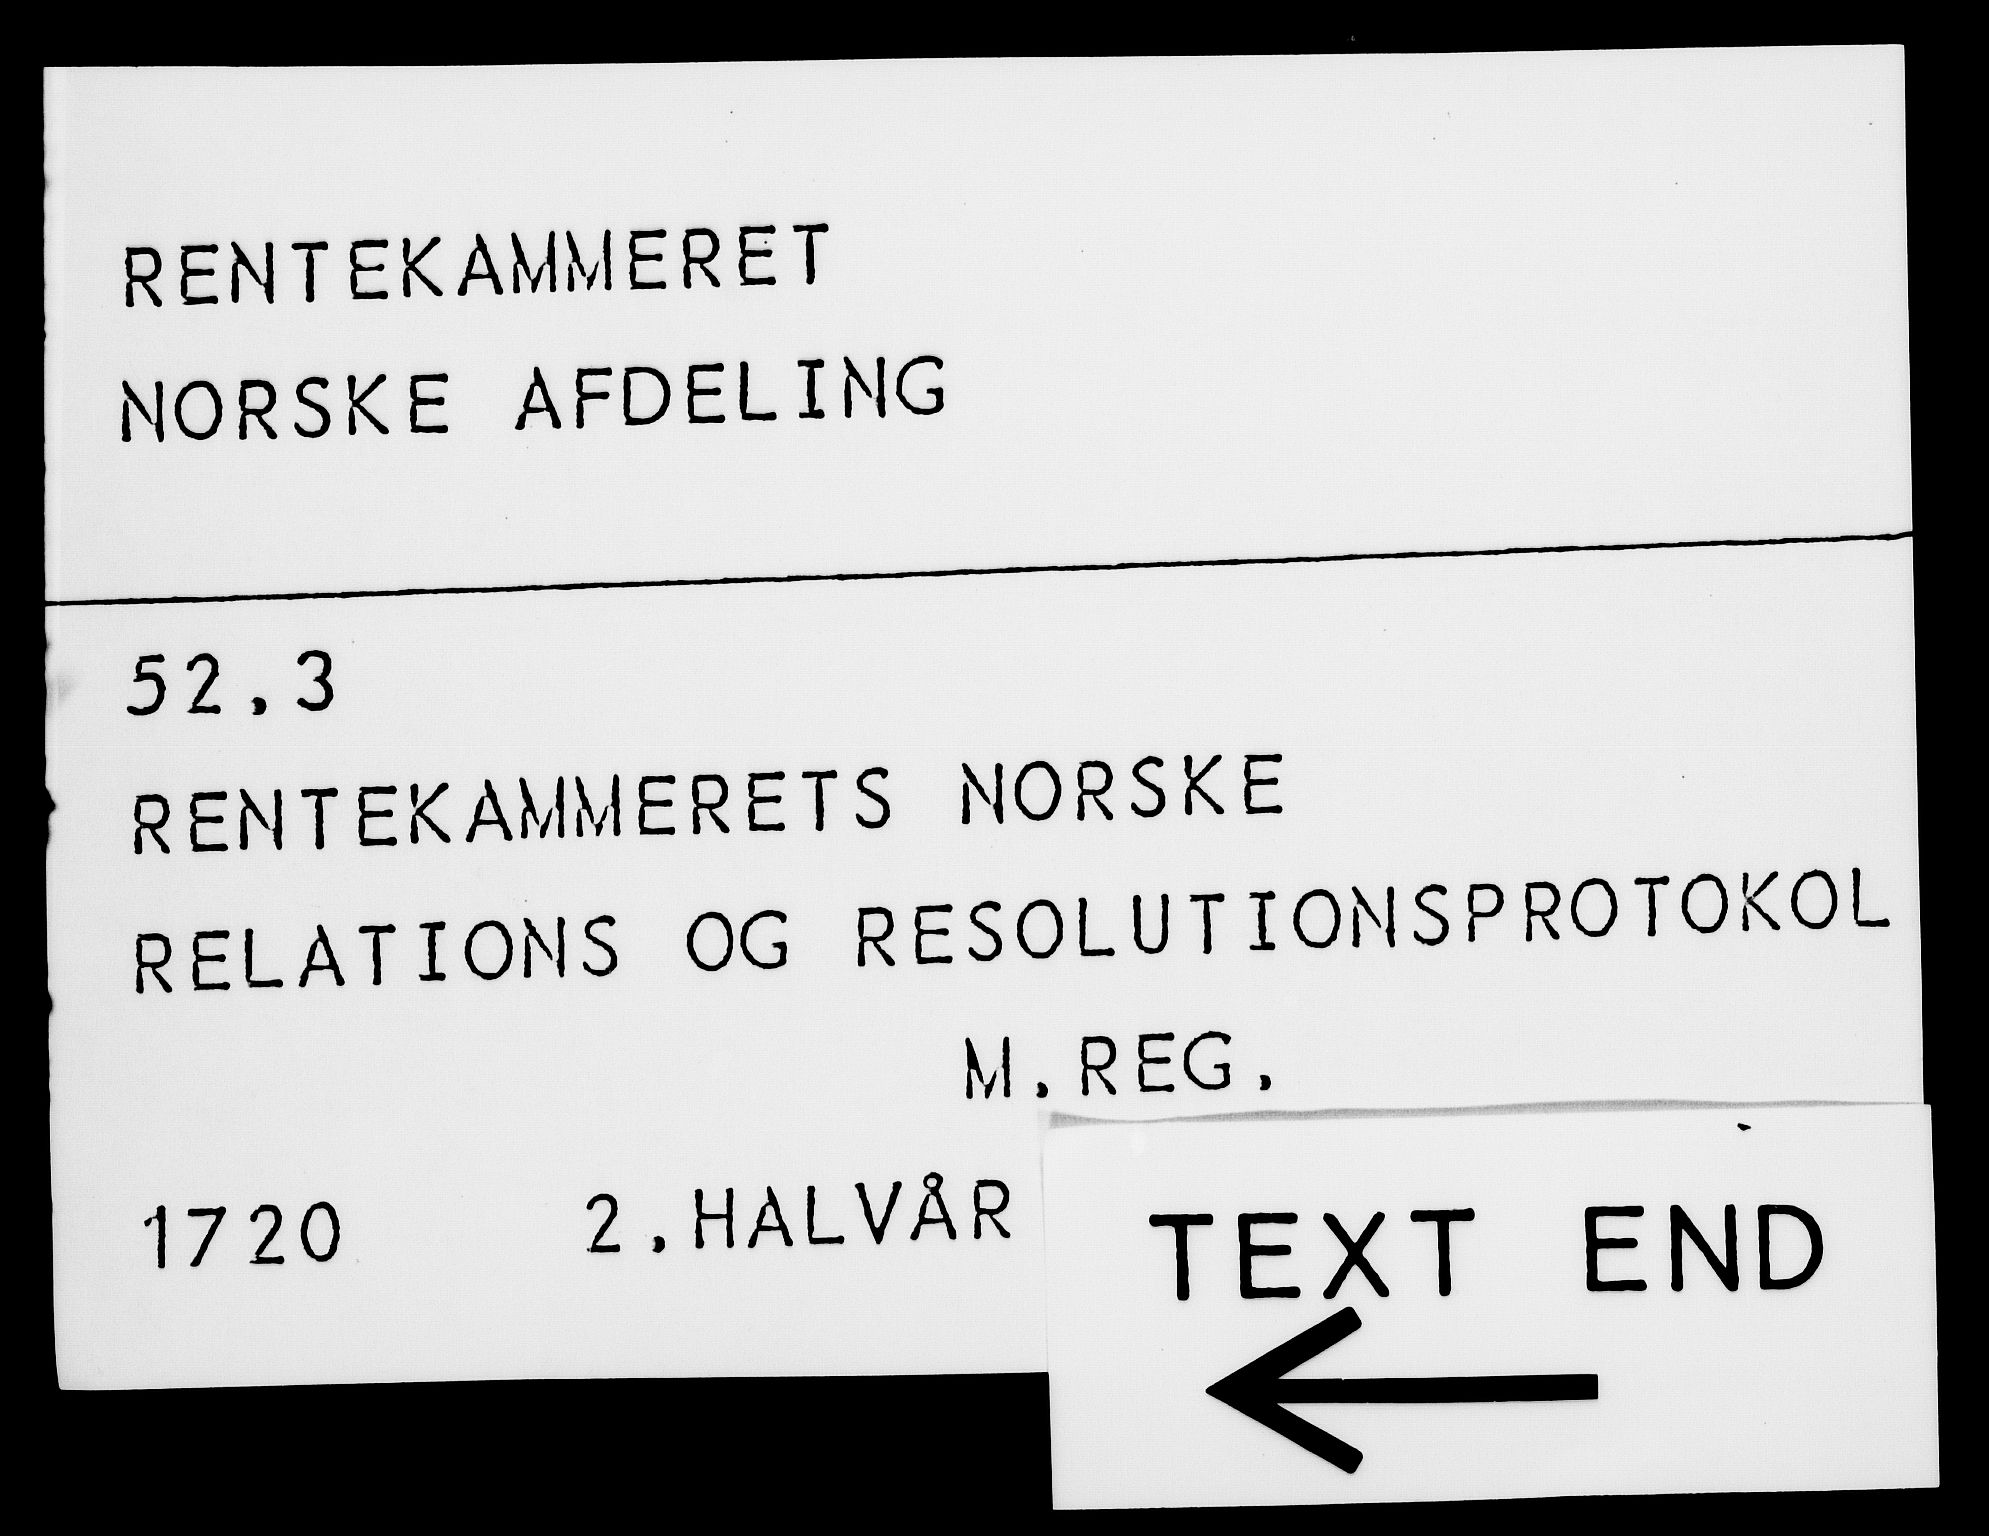 RENTEKAMMERET
NORSKE AFDELING
52.3
RENTEKAMMERETS NORSKE
RELATIONS OG RESOLUTIONSPROTOKOL
M.REG.
1720 2.HALVÅR
TEXT END